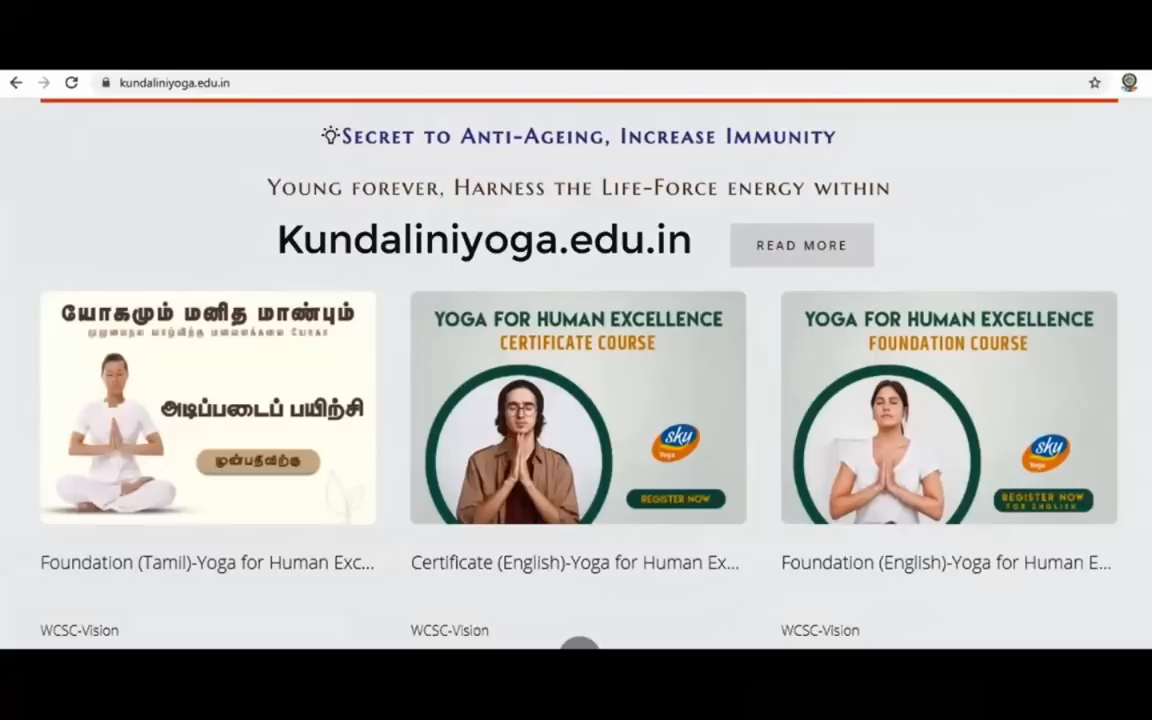 kundaliniyoga.edu.in
Secret to Anti-Ageing, Increase Immunity
Young forever, Harness the Life-Force energy within
Kundaliniyoga.edu.in
READ MORE
யோகமும் மனித மாண்பும்
அடிப்படைப் பயிற்சி
முன்பதிவிற்கு
YOGA FOR HUMAN EXCELLENCE
CERTIFICATE COURSE
sky
Yoga
REGISTER NOW
YOGA FOR HUMAN EXCELLENCE
FOUNDATION COURSE
sky
Yoga
REGISTER NOW
FOR ENGLISH
Foundation (Tamil)-Yoga for Human Exc...
Certificate (English)-Yoga for Human Ex...
Foundation (English)-Yoga for Human E...
WCSC-Vision
WCSC-Vision
WCSC-Vision